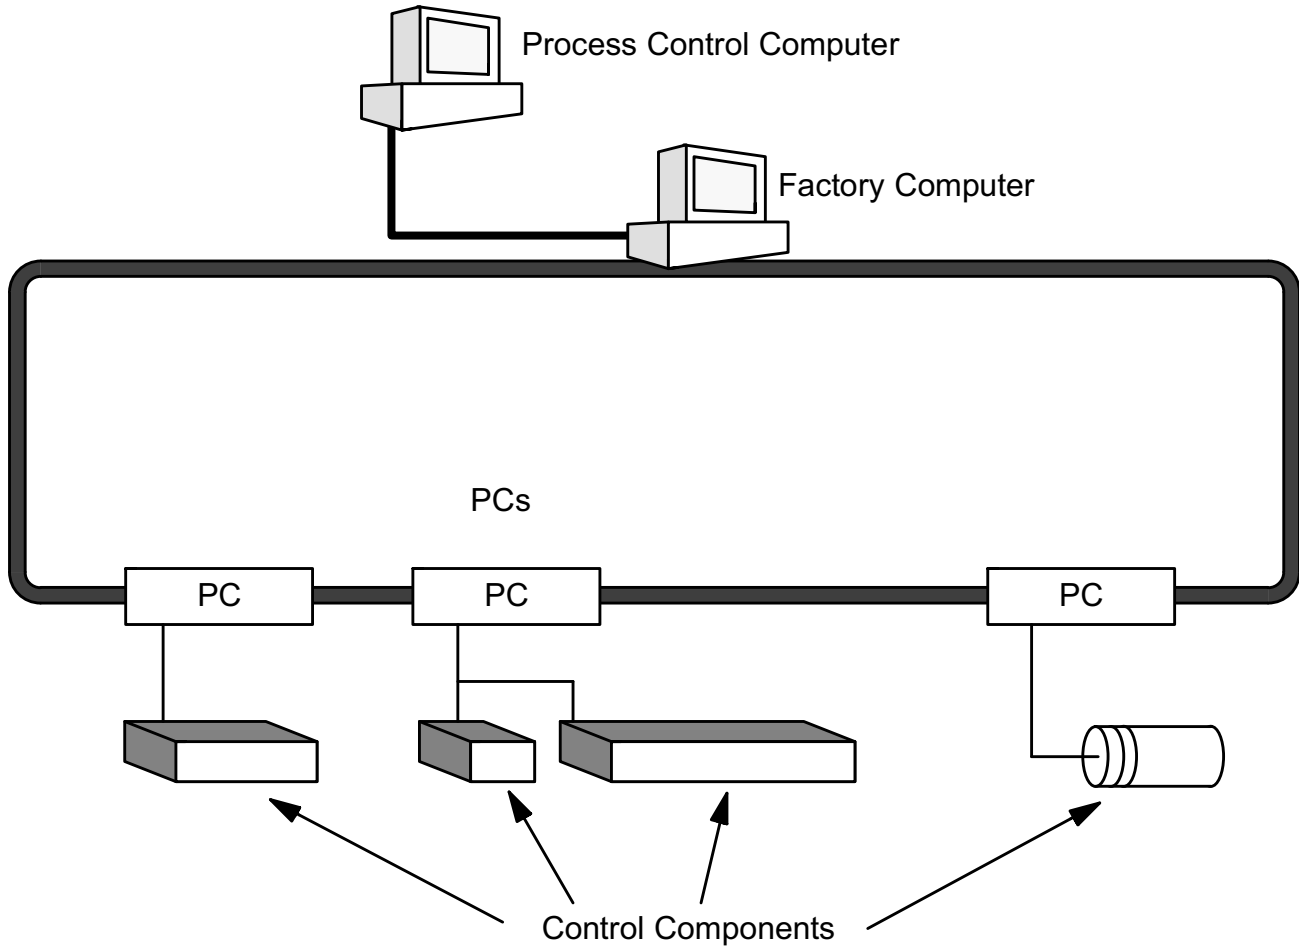 Process Control Computer
Factory Computer
PCs
PC
PC
PC
Control Components